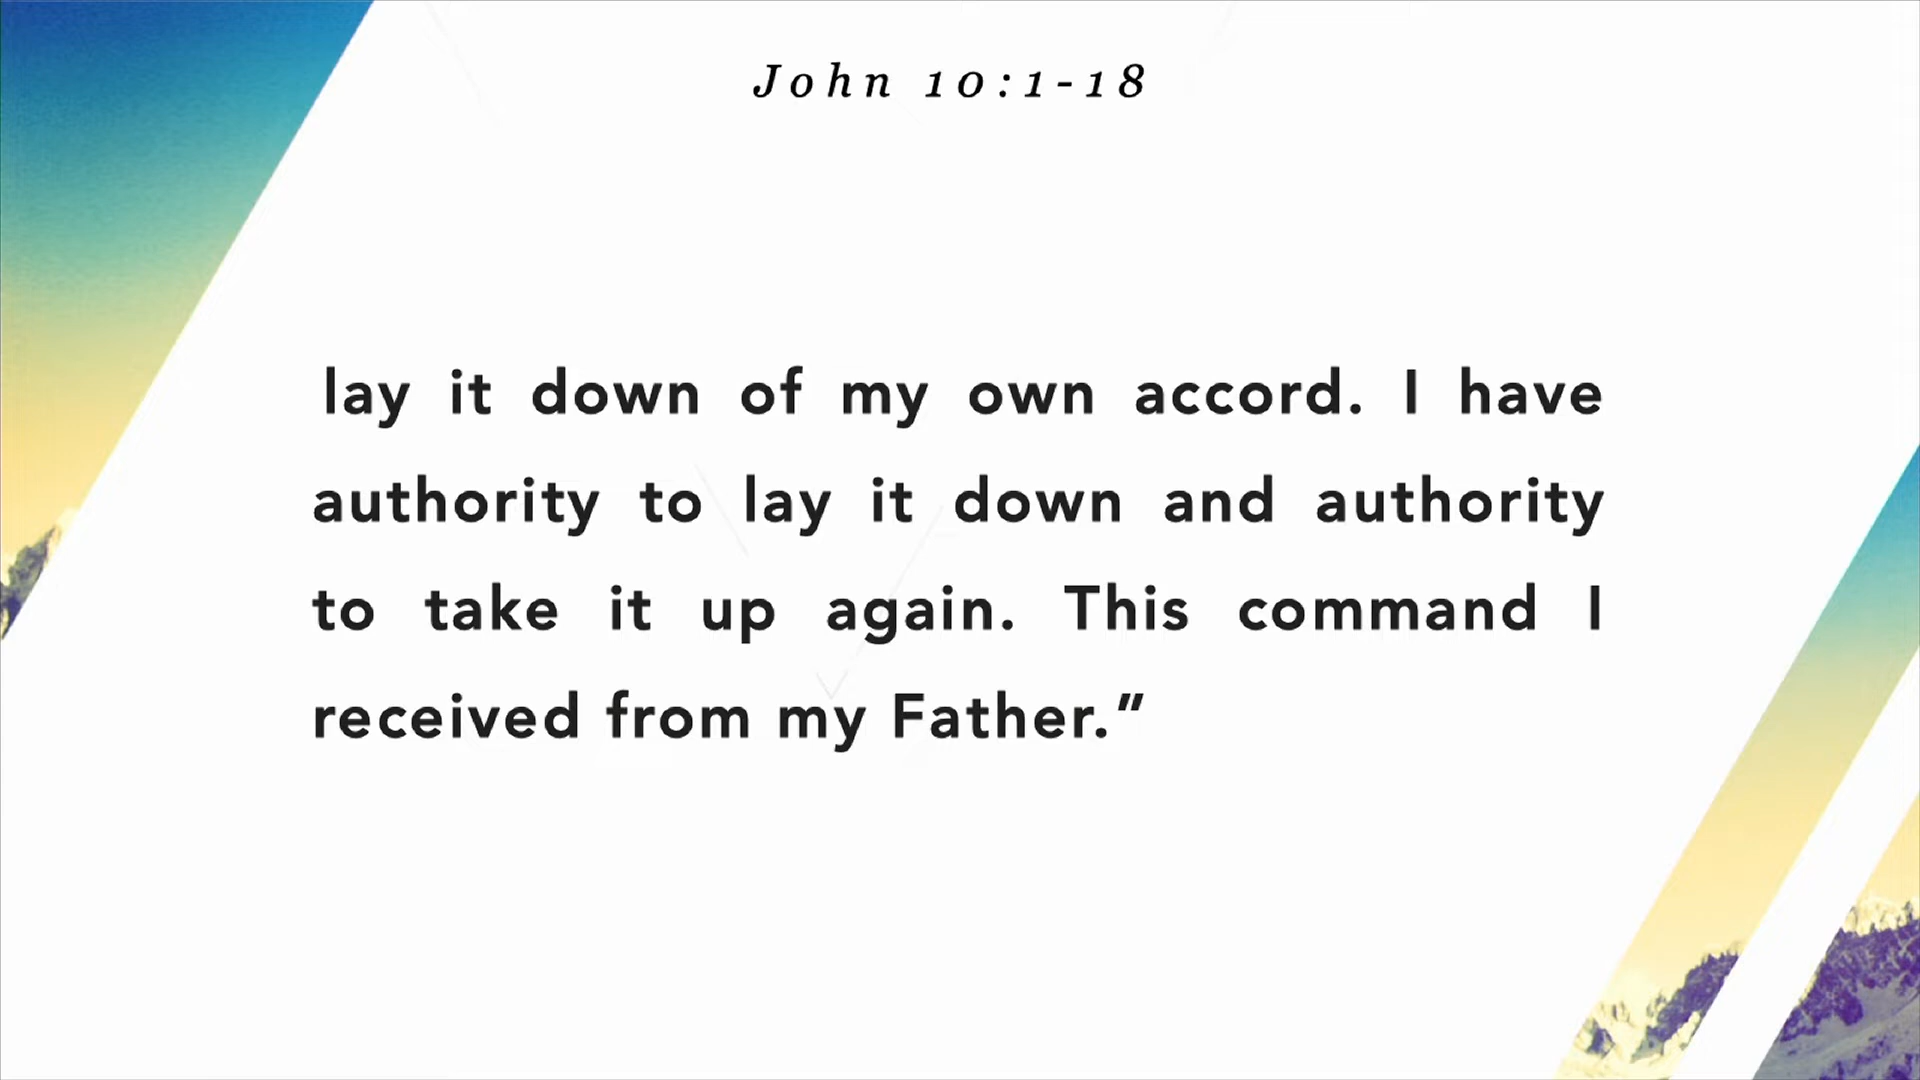 John 10:1-18
lay it down of my own accord. I have
authority to lay it down and authority
to take it up again. This command I
received from my Father.”